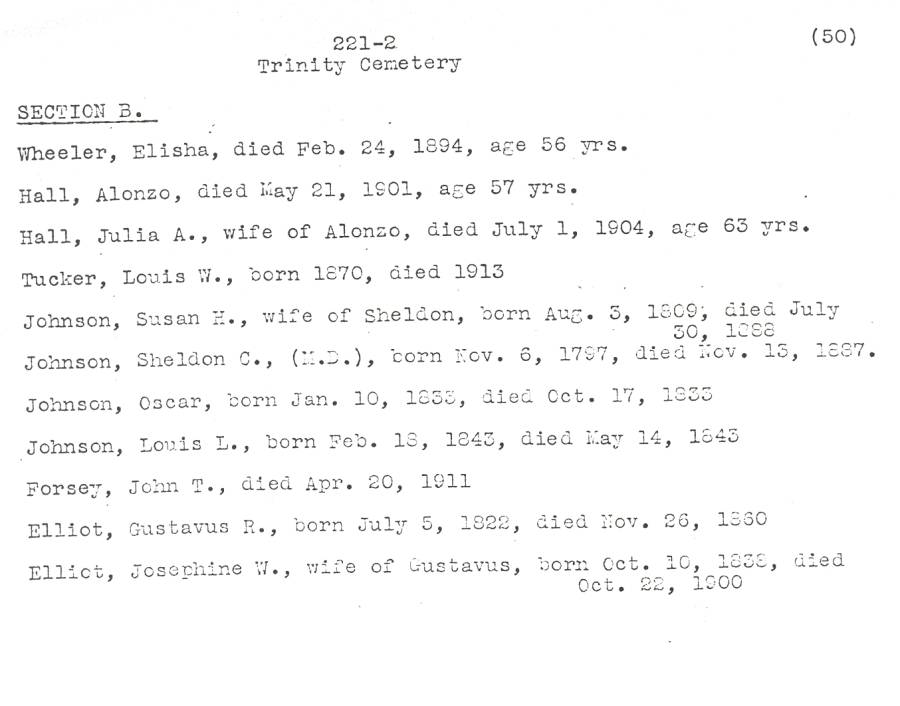 221-2
(50)
Trinity Cemetery
SECTION B.
Wheeler, Elisha, died Feb. 24, 1894, age 56 yrs.
Hall, Alonzo, died May 21, 1901, age 57 yrs.
Hall, Julia A., wife of Alonzo, died July 1, 1904, age 63 yrs.
Tucker, Louis W., born 1870, died 1913
Johnson, Susan H., wife of Sheldon, born Aug. 3, 1809; died July
30, 1888
Johnson, Sheldon C., (M.D.), born Nov. 6, 1797, died Nov. 13, 1887.
Johnson, Oscar, born Jan. 10, 1833, died Oct. 17, 1833
Johnson, Louis L., born Feb. 18, 1843, died May 14, 1843
Forsey, John T., died Apr. 20, 1911
Elliot, Gustavus R., born July 5, 1822, died Nov. 26, 1860
Elliot, Josephine W., wife of Gustavus, born Oct. 10, 1838, died
Oct. 22, 1900